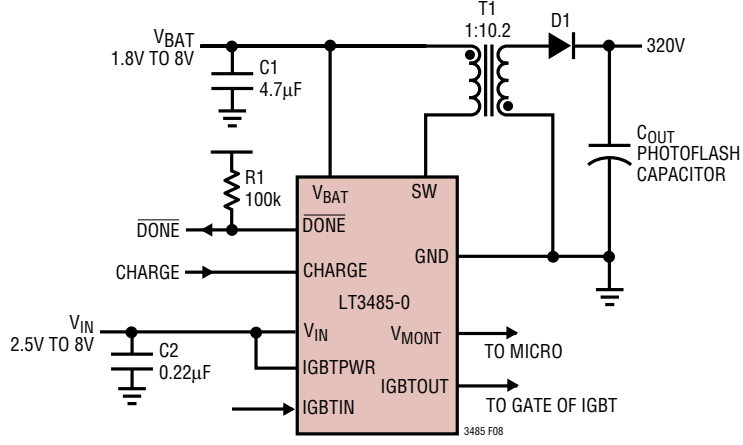 T1
1:10.2
D1
VBAT
1.8V TO 8V
320V
C1
4.7µF
COUT
PHOTOFLASH
CAPACITOR
R1
100k
VBAT
SW
DONE
DONE
GND
CHARGE
CHARGE
LT3485-0
VIN
2.5V TO 8V
VIN
VMONT
TO MICRO
C2
0.22µF
IGBTPWR
IGBTOUT
TO GATE OF IGBT
IGBTIN
3485 F08